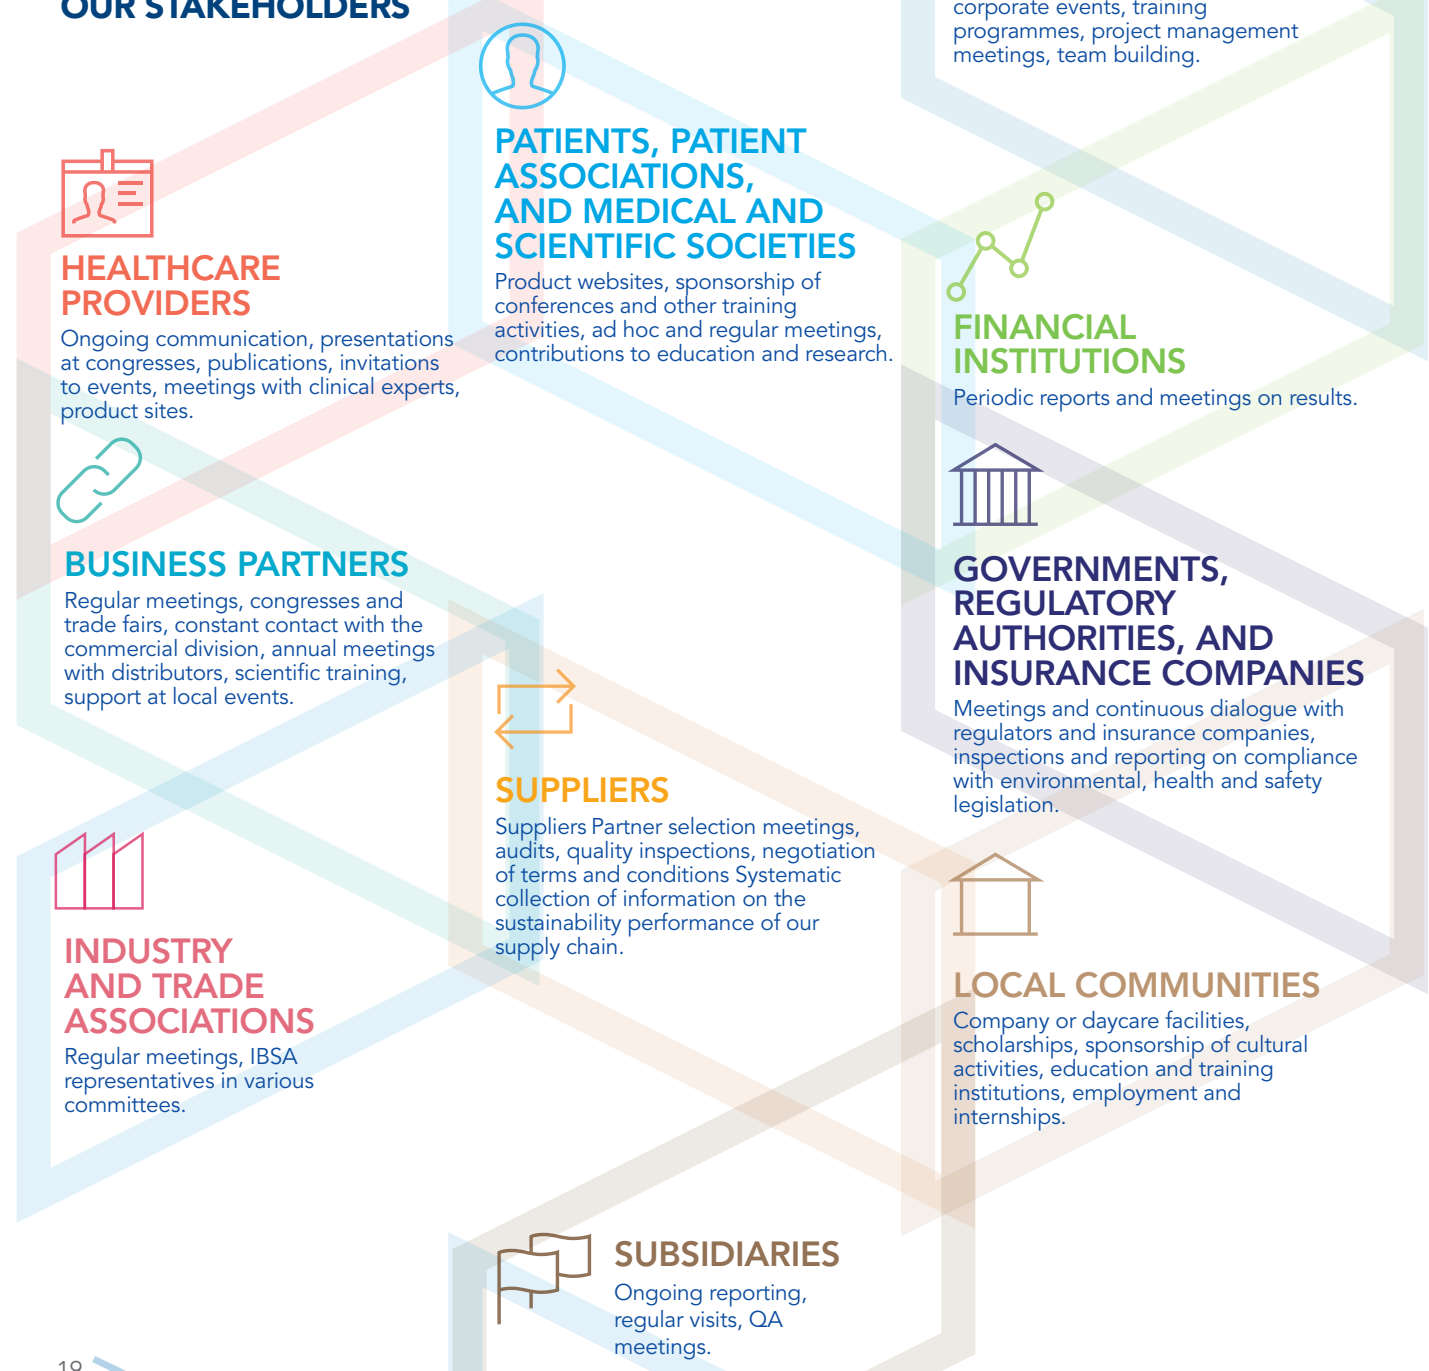 OUR STAKEHOLDERS
corporate events, training
programmes, project management
meetings, team building.
PATIENTS, PATIENT
ASSOCIATIONS,
AND MEDICAL AND
SCIENTIFIC SOCIETIES
Product websites, sponsorship of
conferences and other training
activities, ad hoc and regular meetings,
contributions to education and research.
HEALTHCARE
PROVIDERS
Ongoing communication, presentations
at congresses, publications, invitations
to events, meetings with clinical experts,
product sites.
FINANCIAL
INSTITUTIONS
Periodic reports and meetings on results.
BUSINESS PARTNERS
Regular meetings, congresses and
trade fairs, constant contact with the
commercial division, annual meetings
with distributors, scientific training,
support at local events.
GOVERNMENTS,
REGULATORY
AUTHORITIES, AND
INSURANCE COMPANIES
Meetings and continuous dialogue with
regulators and insurance companies,
inspections and reporting on compliance
with environmental, health and safety
legislation.
SUPPLIERS
Suppliers Partner selection meetings,
audits, quality inspections, negotiation
of terms and conditions Systematic
collection of information on the
sustainability performance of our
supply chain.
INDUSTRY
AND TRADE
ASSOCIATIONS
Regular meetings, IBSA
representatives in various
committees.
LOCAL COMMUNITIES
Company or daycare facilities,
scholarships, sponsorship of cultural
activities, education and training
institutions, employment and
internships.
SUBSIDIARIES
Ongoing reporting,
regular visits, QA
meetings.
19